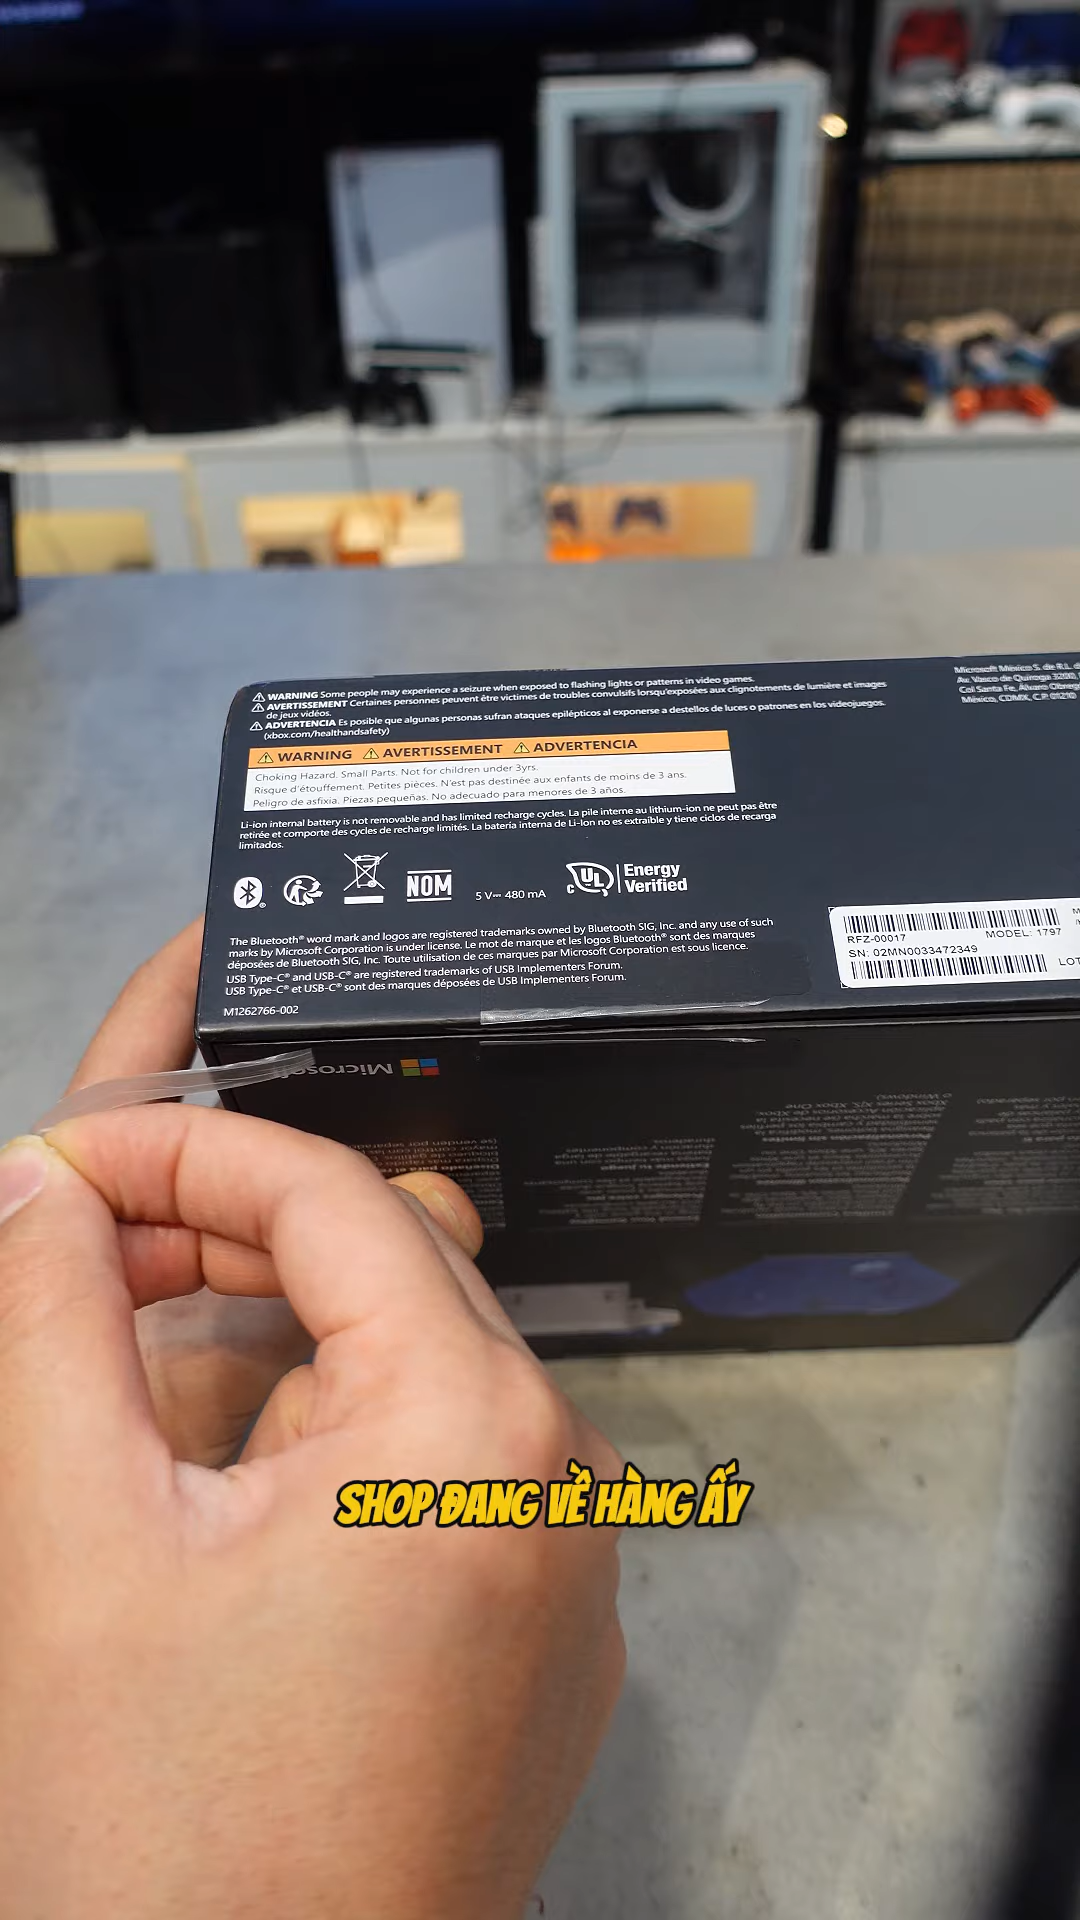 WARNING Some people may experience a seizure when exposed to flashing lights or patterns in video games.
AVERTISSEMENT Certaines personnes peuvent être victimes de troubles convulsifs lorsqu'exposées aux clignotements de lumière et images
de jeux vidéos.
ADVERTENCIA Es posible que algunas personas sufran ataques epilépticos al exponerse a destellos de luces o patrones en los videojuegos.
(xbox.com/healthandsafety)
Microsoft México S. de R.L. d
Av. Vasco de Quiroga 3200,
Col Santa Fe, Álvaro Obreg
México, CDMX, C.P. 01210
WARNING AVERTISSEMENT ADVERTENCIA
Choking Hazard. Small Parts. Not for children under 3yrs.
Risque d'étouffement. Petites pièces. N'est pas destinée aux enfants de moins de 3 ans.
Peligro de asfixia. Piezas pequeñas. No adecuado para menores de 3 años.
Li-ion internal battery is not removable and has limited recharge cycles. La pile interne au lithium-ion ne peut pas être
retirée et comporte des cycles de recharge limités. La batería interna de Li-Ion no es extraíble y tiene ciclos de recarga
limitados.
NOM
5 V 480 mA
C UL Energy
Verified
The Bluetooth® word mark and logos are registered trademarks owned by Bluetooth SIG, Inc. and any use of such
marks by Microsoft Corporation is under license. Le mot de marque et les logos Bluetooth® sont des marques
déposées de Bluetooth SIG, Inc. Toute utilisation de ces marques par Microsoft Corporation est sous licence.
USB Type-C® and USB-C® are registered trademarks of USB Implementers Forum.
USB Type-C® et USB-C® sont des marques déposées de USB Implementers Forum.
M1262766-002
RFZ-00017 MODEL: 1797
SN: 02MN0033472349
LOT
Microsoft
SHOP ĐANG VỀ HÀNG ẤY